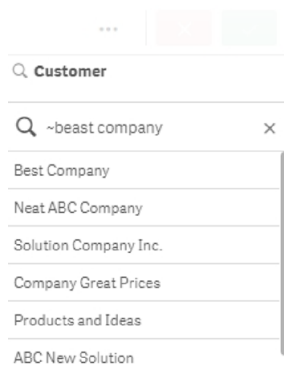 Customer
~beast company
Best Company
Neat ABC Company
Solution Company Inc.
Company Great Prices
Products and Ideas
ABC New Solution